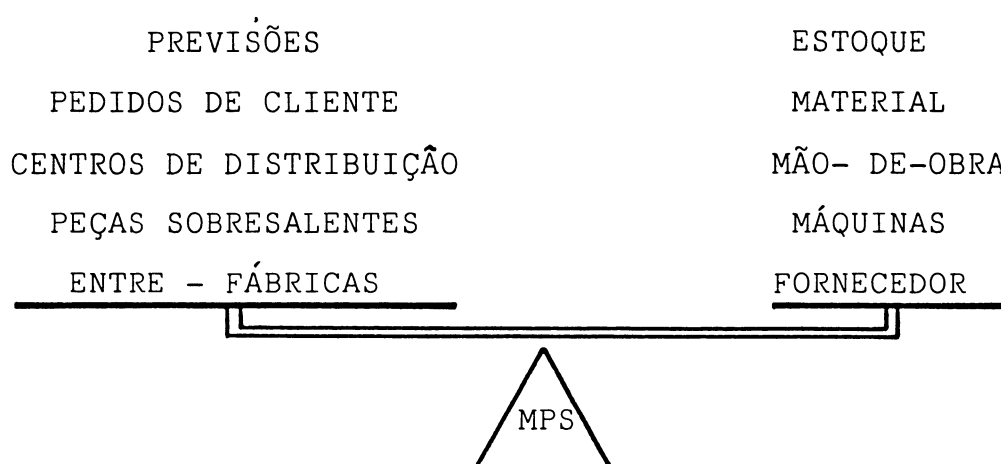 PREVISÕES
PEDIDOS DE CLIENTE
CENTROS DE DISTRIBUIÇÃO
PEÇAS SOBRESALENTES
ENTRE - FÁBRICAS
ESTOQUE
MATERIAL
MÃO- DE-OBRA
MÁQUINAS
FORNECEDOR
MPS